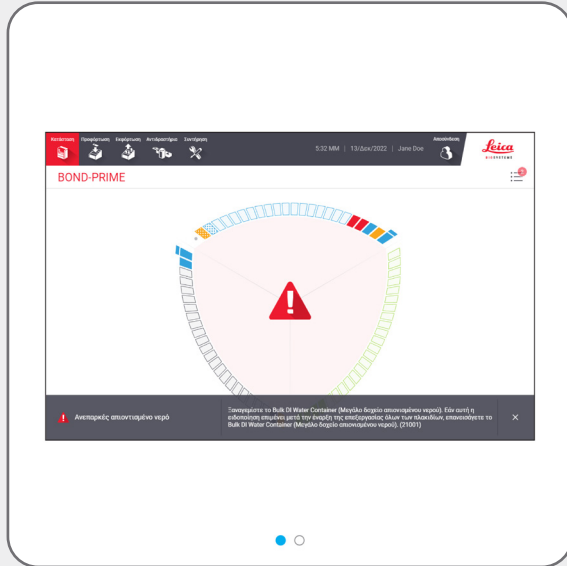 Κατάσταση Προφόρτωση Εκφόρτωση Αντιδραστήριο Συντήρηση
5:32 ΜΜ | 13/Δεκ/2022 | Jane Doe
Αποσύνδεση
Leica
BIOSYSTEMS
BOND-PRIME
Ανεπαρκές απιοντισμένο νερό
Ξαναγεμίστε το Bulk DI Water Container (Μεγάλο δοχείο απιονισμένου νερού). Εάν αυτή η
ειδοποίηση επιμένει μετά την έναρξη της επεξεργασίας όλων των πλακιδίων, επανεισάγετε το
Bulk DI Water Container (Μεγάλο δοχείο απιονισμένου νερού). (21001)